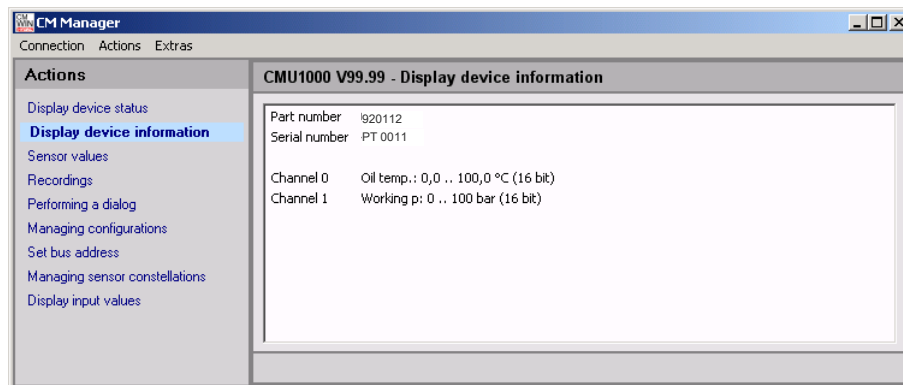 CM WIN
CM Manager
Connection Actions Extras
Actions
Display device status
Display device information
Sensor values
Recordings
Performing a dialog
Managing configurations
Set bus address
Managing sensor constellations
Display input values
CMU1000 V99.99 - Display device information
Part number 920112
Serial number PT 0011
Channel 0 Oil temp.: 0,0 .. 100,0 °C (16 bit)
Channel 1 Working p: 0 .. 100 bar (16 bit)